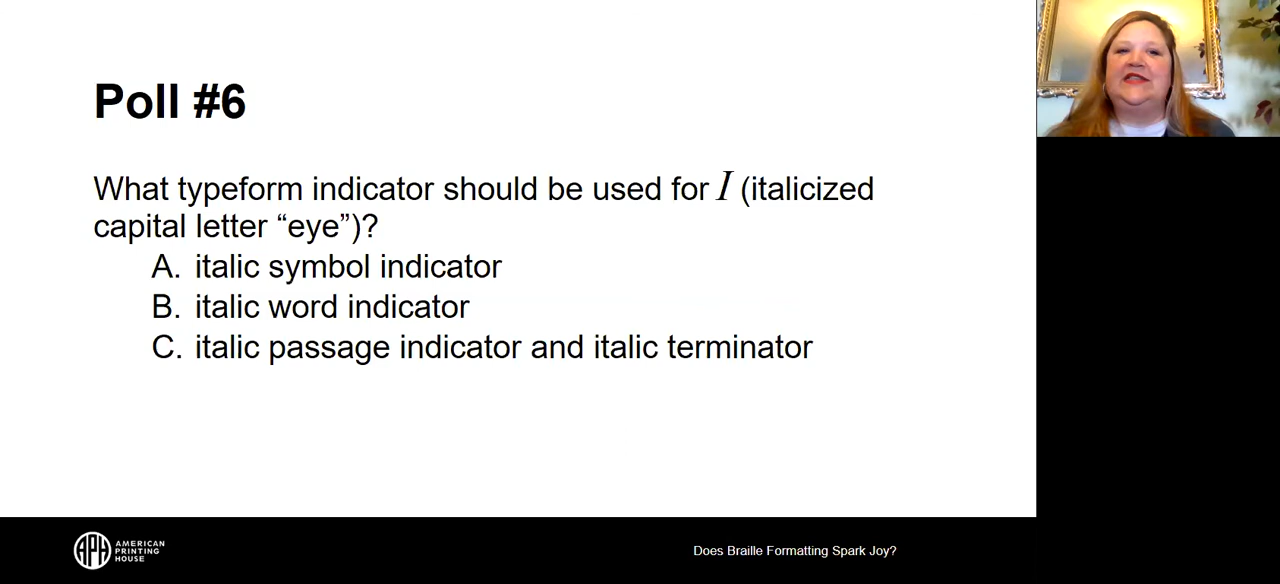 Poll #6
What typeform indicator should be used for I (italicized
capital letter “eye”)?
A. italic symbol indicator
B. italic word indicator
C. italic passage indicator and italic terminator
APH AMERICAN
PRINTING
HOUSE
Does Braille Formatting Spark Joy?